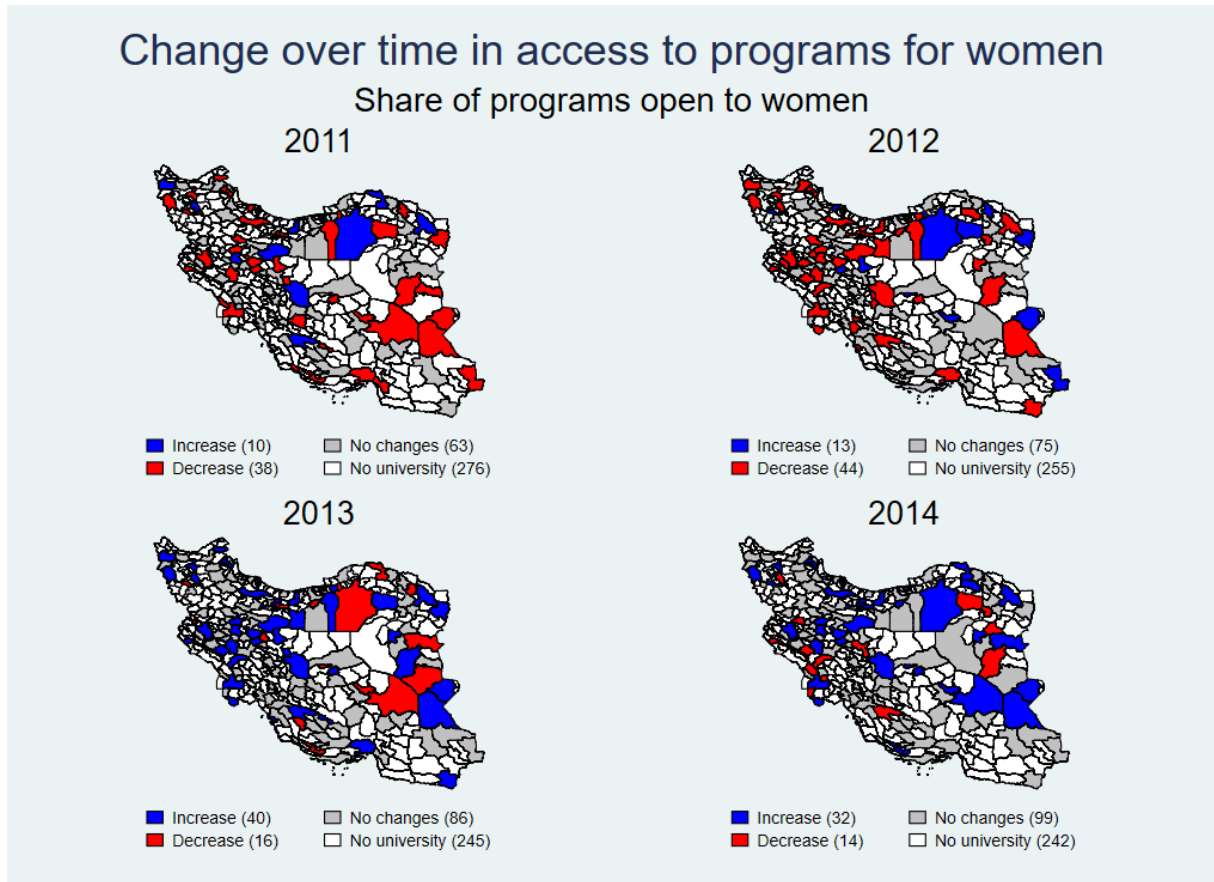 Change over time in access to programs for women
Share of programs open to women
2011
Increase (10) No changes (63)
Decrease (38) No university (276)
2012
Increase (13) No changes (75)
Decrease (44) No university (255)
2013
Increase (40) No changes (86)
Decrease (16) No university (245)
2014
Increase (32) No changes (99)
Decrease (14) No university (242)